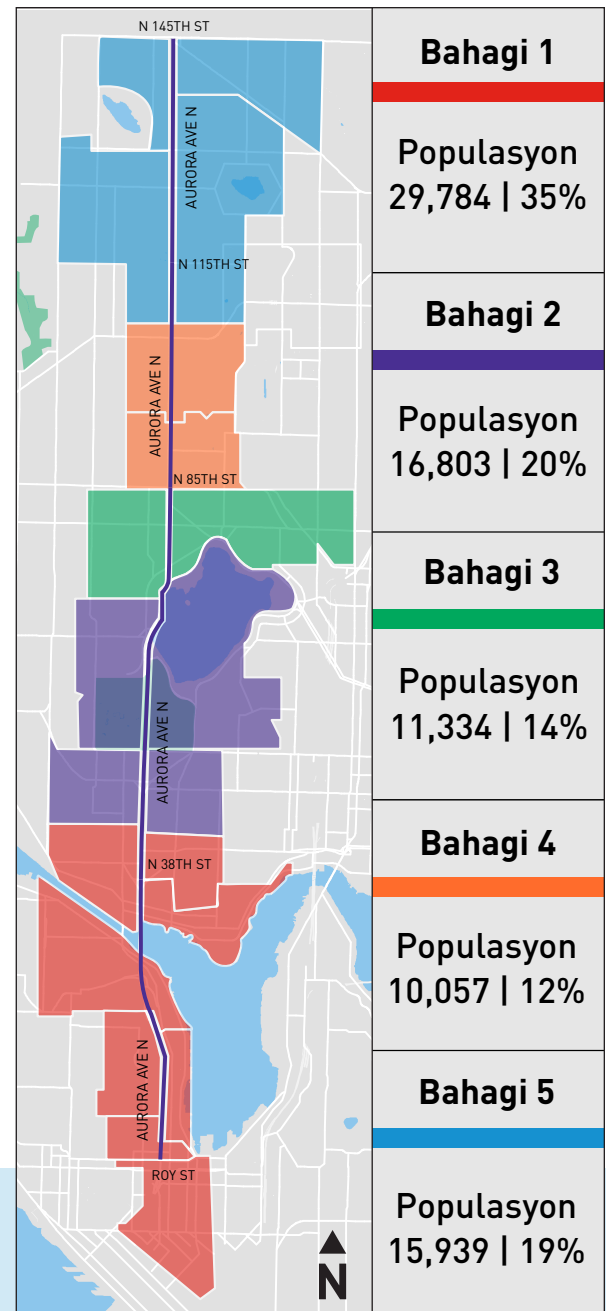 N 145TH ST
AURORA AVE N
N 115TH ST
AURORA AVE N
N 85TH ST
AURORA AVE N
N 38TH ST
AURORA AVE N
ROY ST
N
Bahagi 1
Populasyon
29,784 | 35%
Bahagi 2
Populasyon
16,803 | 20%
Bahagi 3
Populasyon
11,334 | 14%
Bahagi 4
Populasyon
10,057 | 12%
Bahagi 5
Populasyon
15,939 | 19%